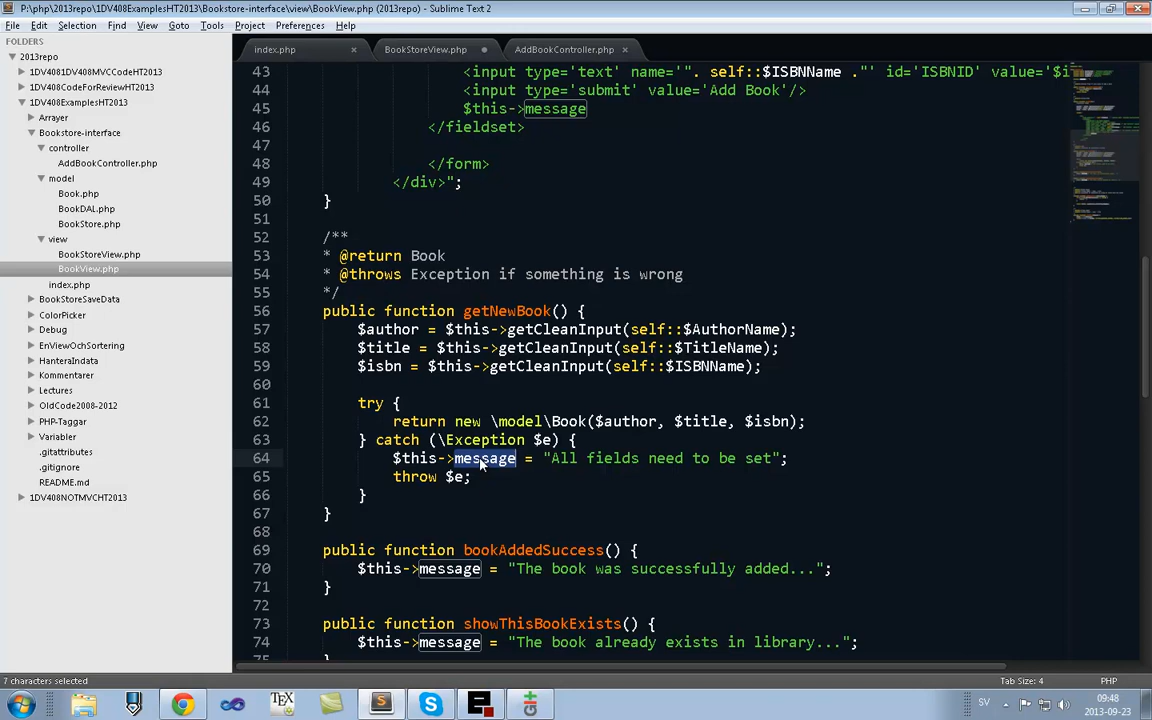 P:\php\2013repo\1DV408ExamplesHT2013\Bookstore-interface\view\BookView.php (2013repo) - Sublime Text 2
File Edit Selection Find View Goto Tools Project Preferences Help
FOLDERS
2013repo
1DV4081DV408MVCCodeHT2013
1DV408CodeForReviewHT2013
1DV408ExamplesHT2013
Arrayer
Bookstore-interface
controller
AddBookController.php
model
Book.php
BookDAL.php
BookStore.php
view
BookStoreView.php
BookView.php
index.php
BookStoreSaveData
ColorPicker
Debug
EnViewOchSortering
HanteraIndata
Kommentarer
Lectures
OldCode2008-2012
PHP-Taggar
Variabler
.gitattributes
.gitignore
README.md
1DV408NOTMVCHT2013
index.php BookStoreView.php AddBookController.php
43 <input type='text' name='". self::$ISBNName ."' id='ISBNID' value='$i
44 <input type='submit' value='Add Book'/>
45 $this->message
46 </fieldset>
47
48 </form>
49 </div>";
50 }
51
52 /**
53 * @return Book
54 * @throws Exception if something is wrong
55 */
56 public function getNewBook() {
57 $author = $this->getCleanInput(self::$AuthorName);
58 $title = $this->getCleanInput(self::$TitleName);
59 $isbn = $this->getCleanInput(self::$ISBNName);
60
61 try {
62 return new \model\Book($author, $title, $isbn);
63 } catch (\Exception $e) {
64 $this->message = "All fields need to be set";
65 throw $e;
66 }
67 }
68
69 public function bookAddedSuccess() {
70 $this->message = "The book was successfully added...";
71 }
72
73 public function showThisBookExists() {
74 $this->message = "The book already exists in library...";
75 }
7 characters selected
Tab Size: 4 PHP
SV
09:48
2013-09-23